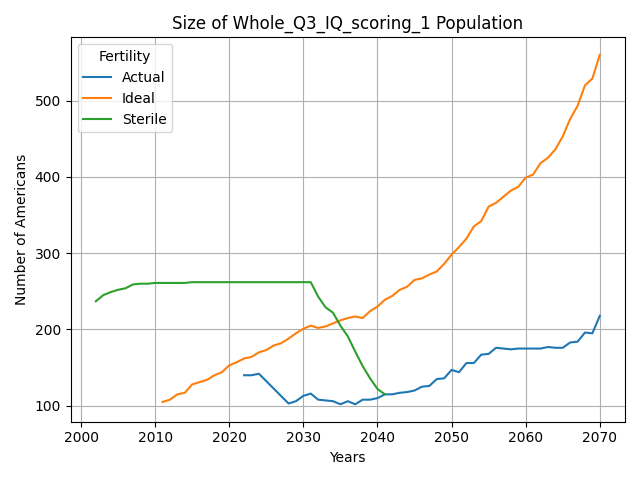 Size of Whole_Q3_IQ_scoring_1 Population
Fertility
Actual
Ideal
Sterile
Number of Americans
500
400
300
200
100
2000 2010 2020 2030 2040 2050 2060 2070
Years